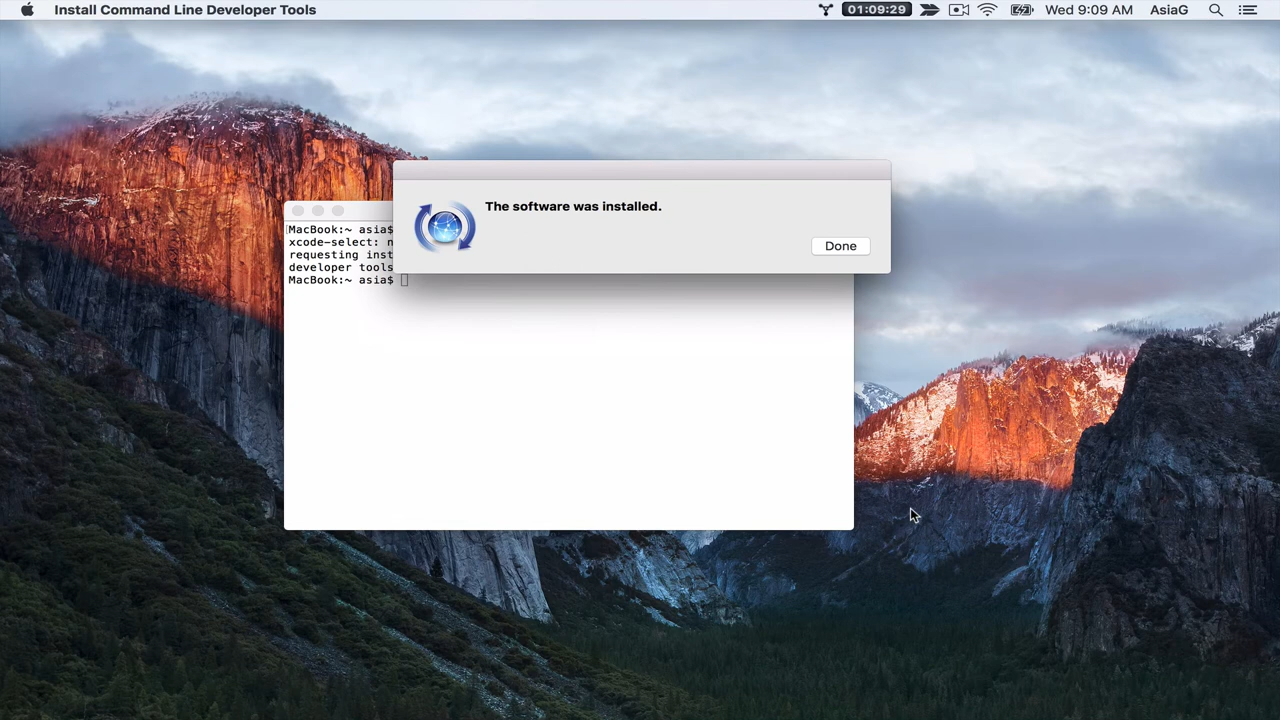 Install Command Line Developer Tools
01:09:29
Wed 9:09 AM
AsiaG
The software was installed.
Done
MacBook:~ asia$
xcode-select: n
requesting inst
developer tools
MacBook:~ asia$